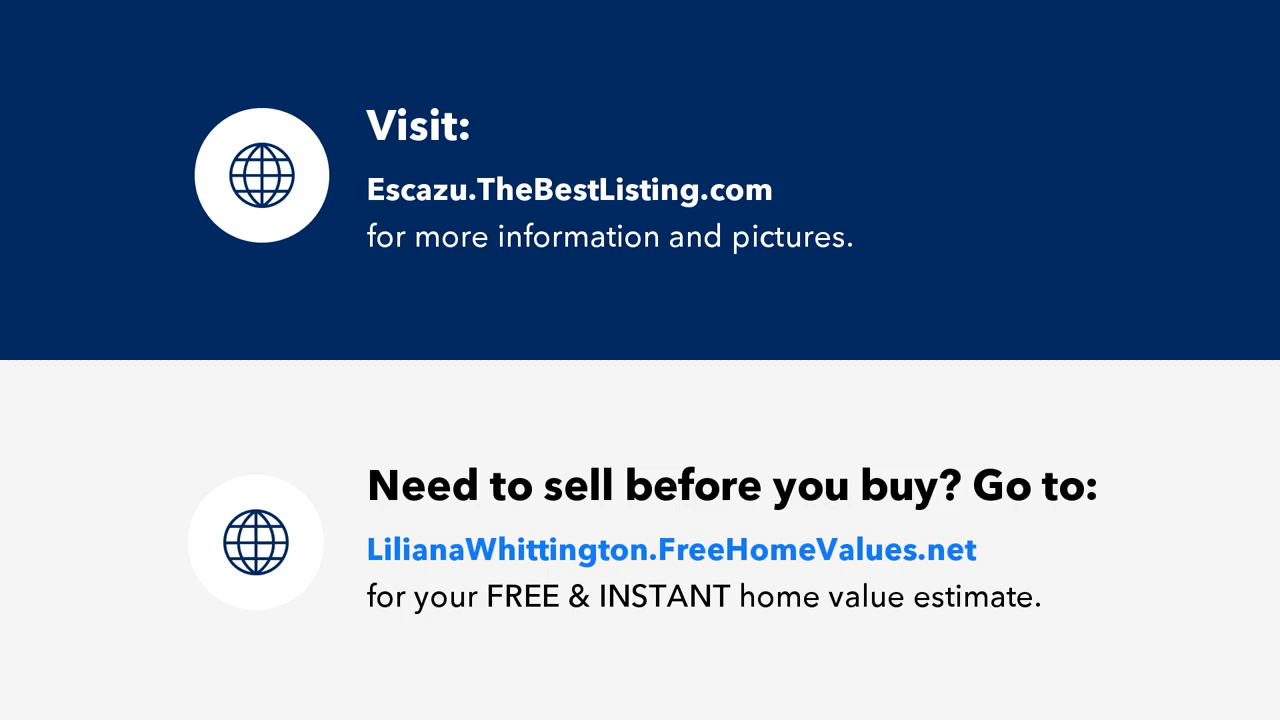 Visit:
Escazu.TheBestListing.com
for more information and pictures.
Need to sell before you buy? Go to:
LilianaWhittington.FreeHomeValues.net
for your FREE & INSTANT home value estimate.